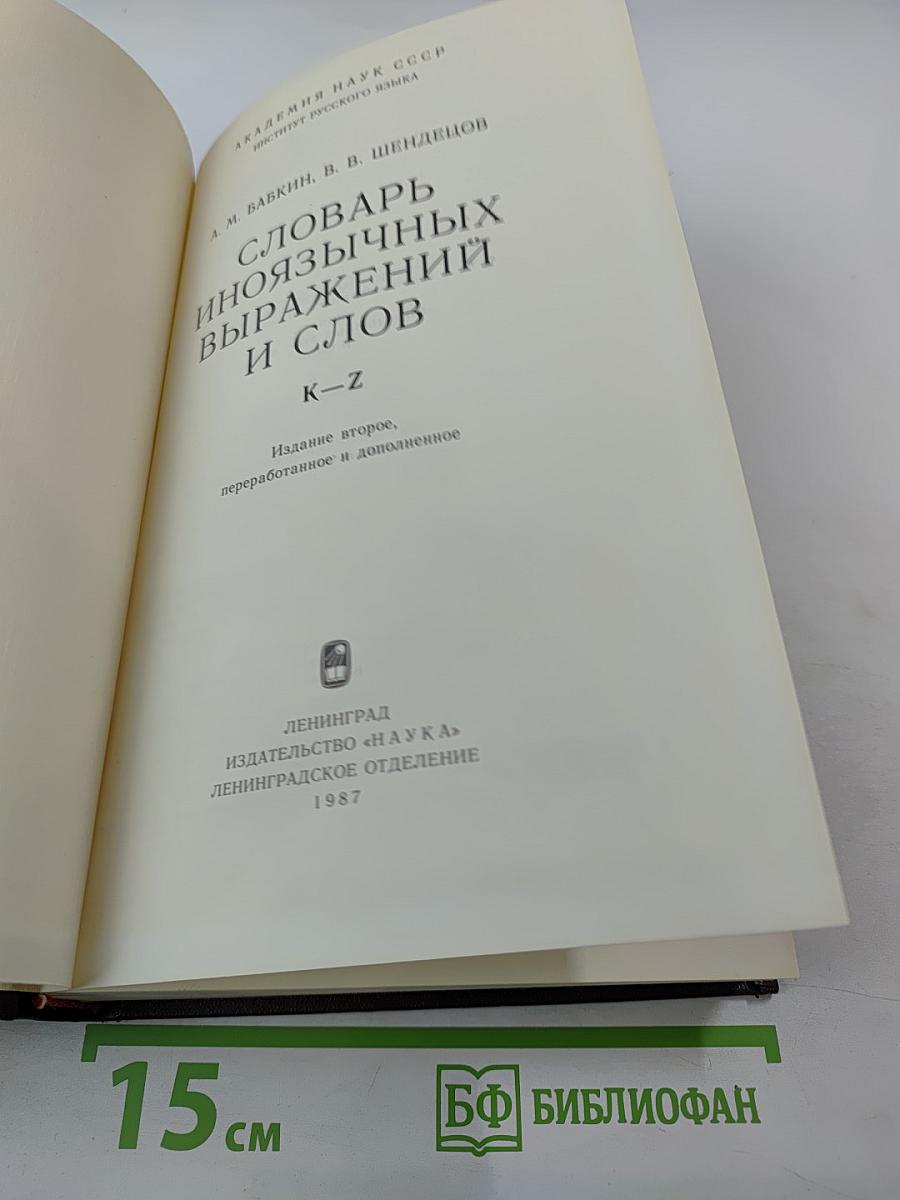 АКАДЕМИЯ НАУК СССР
ИНСТИТУТ РУССКОГО ЯЗЫКА
А. М. БАБКИН, В. В. ШЕНДЕЦОВ
СЛОВАРЬ
ИНОЯЗЫЧНЫХ
ВЫРАЖЕНИЙ
И СЛОВ
K—Z
Издание второе,
переработанное и дополненное
ЛЕНИНГРАД
ИЗДАТЕЛЬСТВО «НАУКА»
ЛЕНИНГРАДСКОЕ ОТДЕЛЕНИЕ
1987
15 см
БФ БИБЛИОФАН